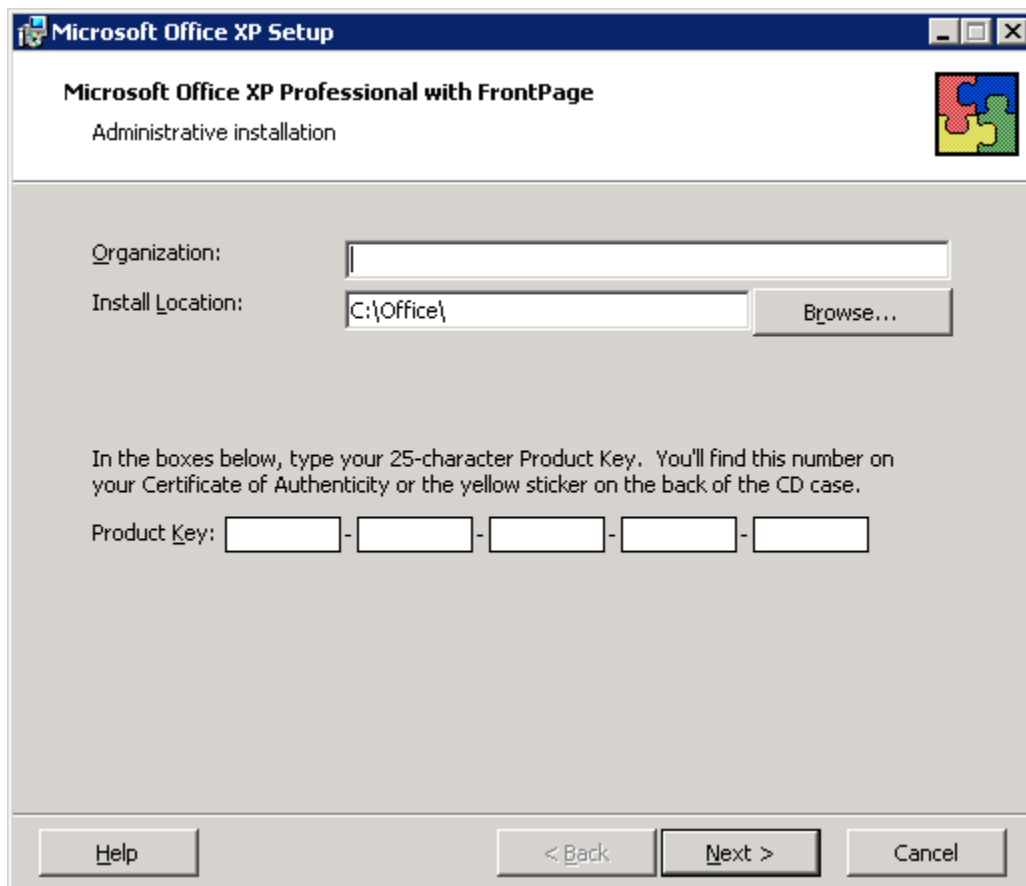 Microsoft Office XP Setup
Microsoft Office XP Professional with FrontPage
Administrative installation
Organization:
Install Location: C:\Office\ Browse...
In the boxes below, type your 25-character Product Key. You'll find this number on
your Certificate of Authenticity or the yellow sticker on the back of the CD case.
Product Key: - - - -
Help < Back Next > Cancel